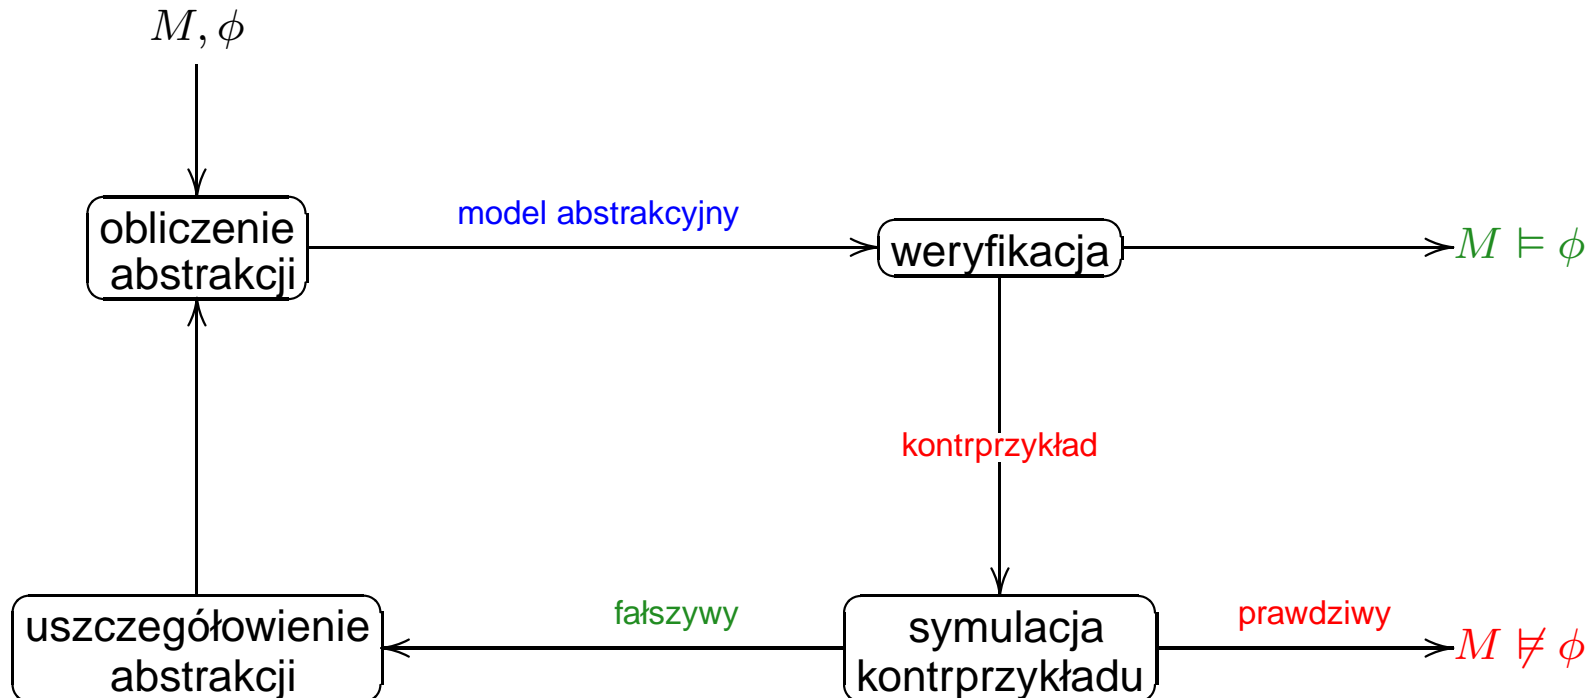 M, ϕ
obliczenie
abstrakcji
model abstrakcyjny
weryfikacja
M ⊨ ϕ
kontrprzykład
uszczegółowienie
abstrakcji
fałszywy
symulacja
kontrprzykładu
prawdziwy
M ⊭ ϕ